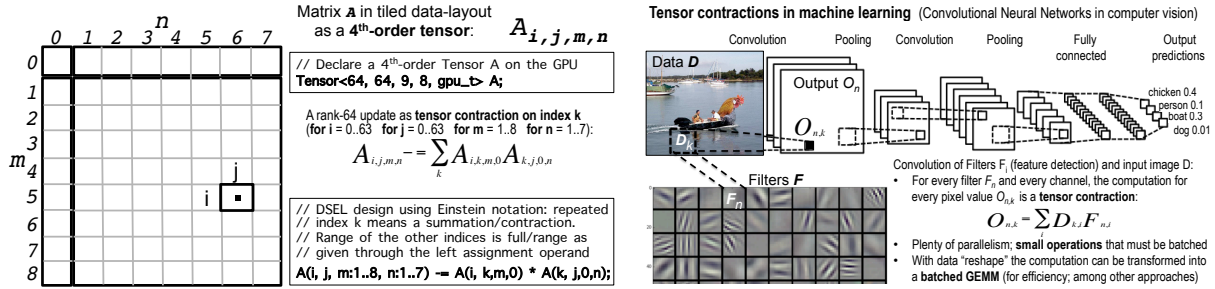 n
0 1 2 3 4 5 6 7
m
0
1
2
3
4
5
6
7
8
j
i
Matrix A in tiled data-layout
as a 4th-order tensor: A i,j,m,n
// Declare a 4th-order Tensor A on the GPU
Tensor<64, 64, 9, 8, gpu_t> A;
A rank-64 update as tensor contraction on index k
(for i = 0..63 for j = 0..63 for m = 1..8 for n = 1..7):
A i,j,m,n −= ∑ k A i,k,m,0 A k,j,0,n
// DSEL design using Einstein notation: repeated
// index k means a summation/contraction.
// Range of the other indices is full/range as
// given through the left assignment operand
A(i, j, m:1..8, n:1..7) -= A(i, k,m,0) * A(k, j,0,n);
Tensor contractions in machine learning (Convolutional Neural Networks in computer vision)
Convolution Pooling Convolution Pooling Fully connected Output predictions
Data D
Output On
On,k
Dk
chicken 0.4
person 0.1
boat 0.3
dog 0.01
Filters F
Fn
0
20
40
Convolution of Filters Fi (feature detection) and input image D:
• For every filter Fn and every channel, the computation for
every pixel value On,k is a tensor contraction:
O n,k = ∑ i D k,i F n,i
• Plenty of parallelism; small operations that must be batched
• With data "reshape" the computation can be transformed into
a batched GEMM (for efficiency; among other approaches)